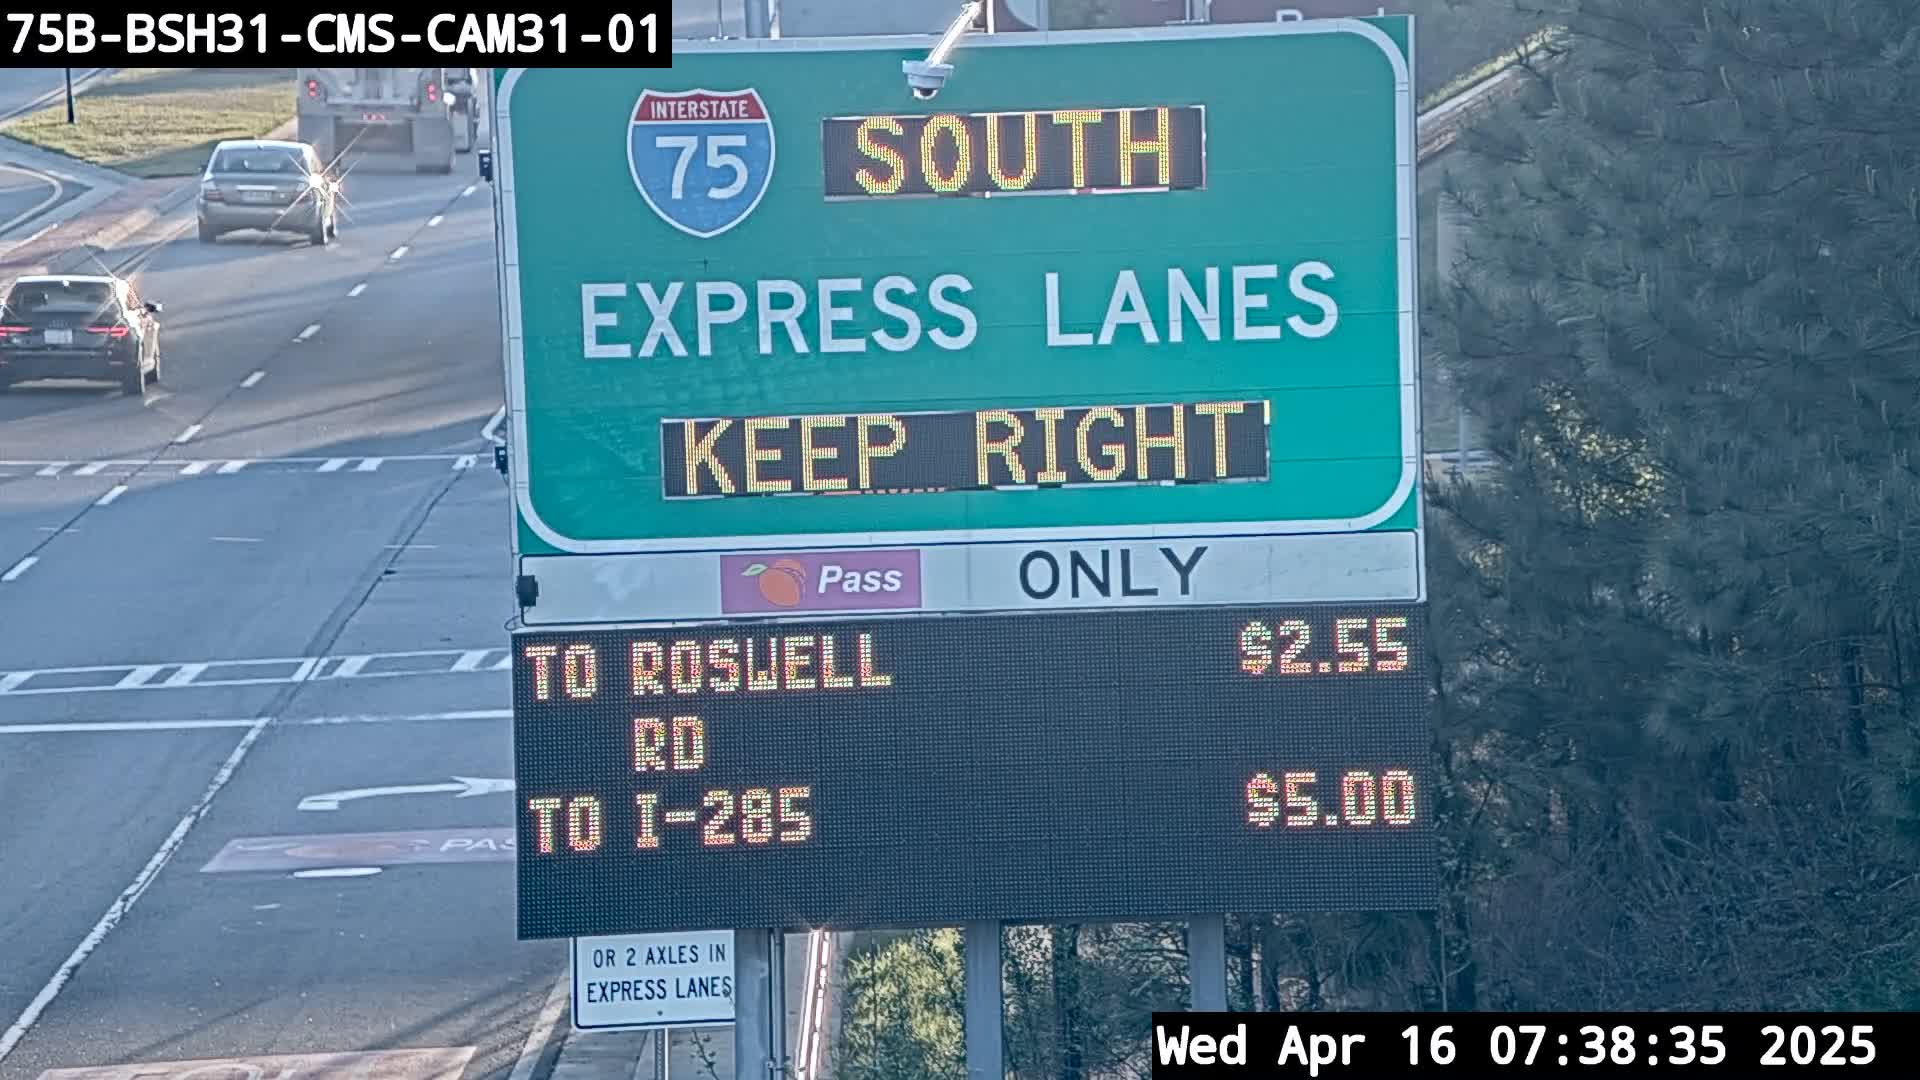 75B-BSH31-CMS-CAM31-01
INTERSTATE
75
SOUTH
EXPRESS LANES
KEEP RIGHT
Pass ONLY
TO ROSWELL $2.55
RD
TO I-285 $5.00
OR 2 AXLES IN
EXPRESS LANES
Wed Apr 16 07:38:35 2025